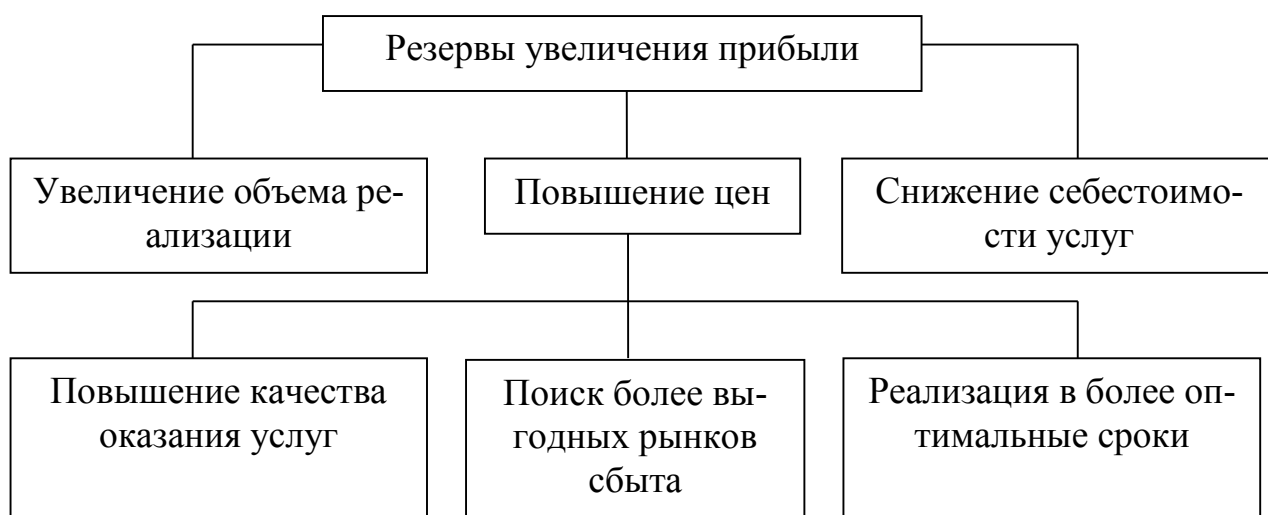 Резервы увеличения прибыли
Увеличение объема ре-
ализации
Повышение цен
Снижение себестоимо-
сти услуг
Повышение качества
оказания услуг
Поиск более вы-
годных рынков
сбыта
Реализация в более оп-
тимальные сроки